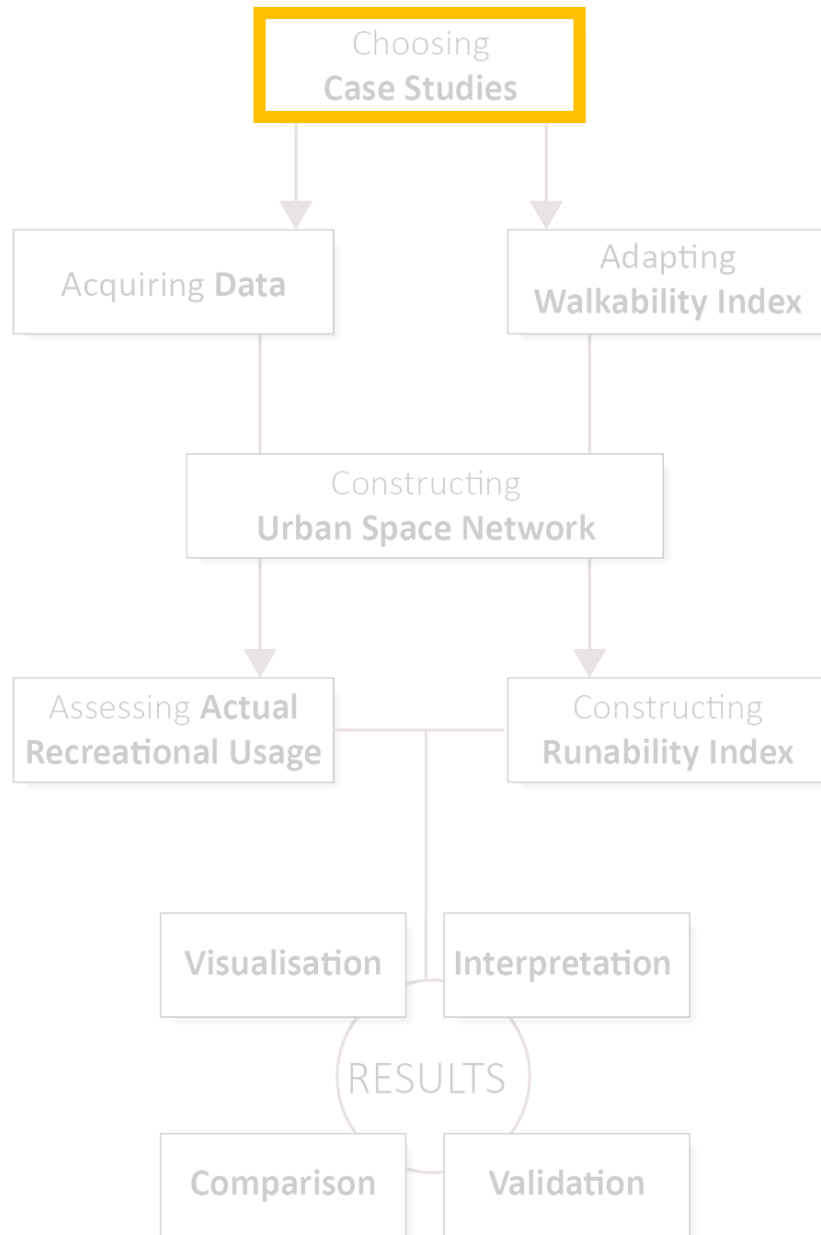 Choosing
Case Studies
Acquiring Data
Adapting
Walkability Index
Constructing
Urban Space Network
Assessing Actual
Recreational Usage
Constructing
Runability Index
Visualisation
Interpretation
RESULTS
Comparison
Validation